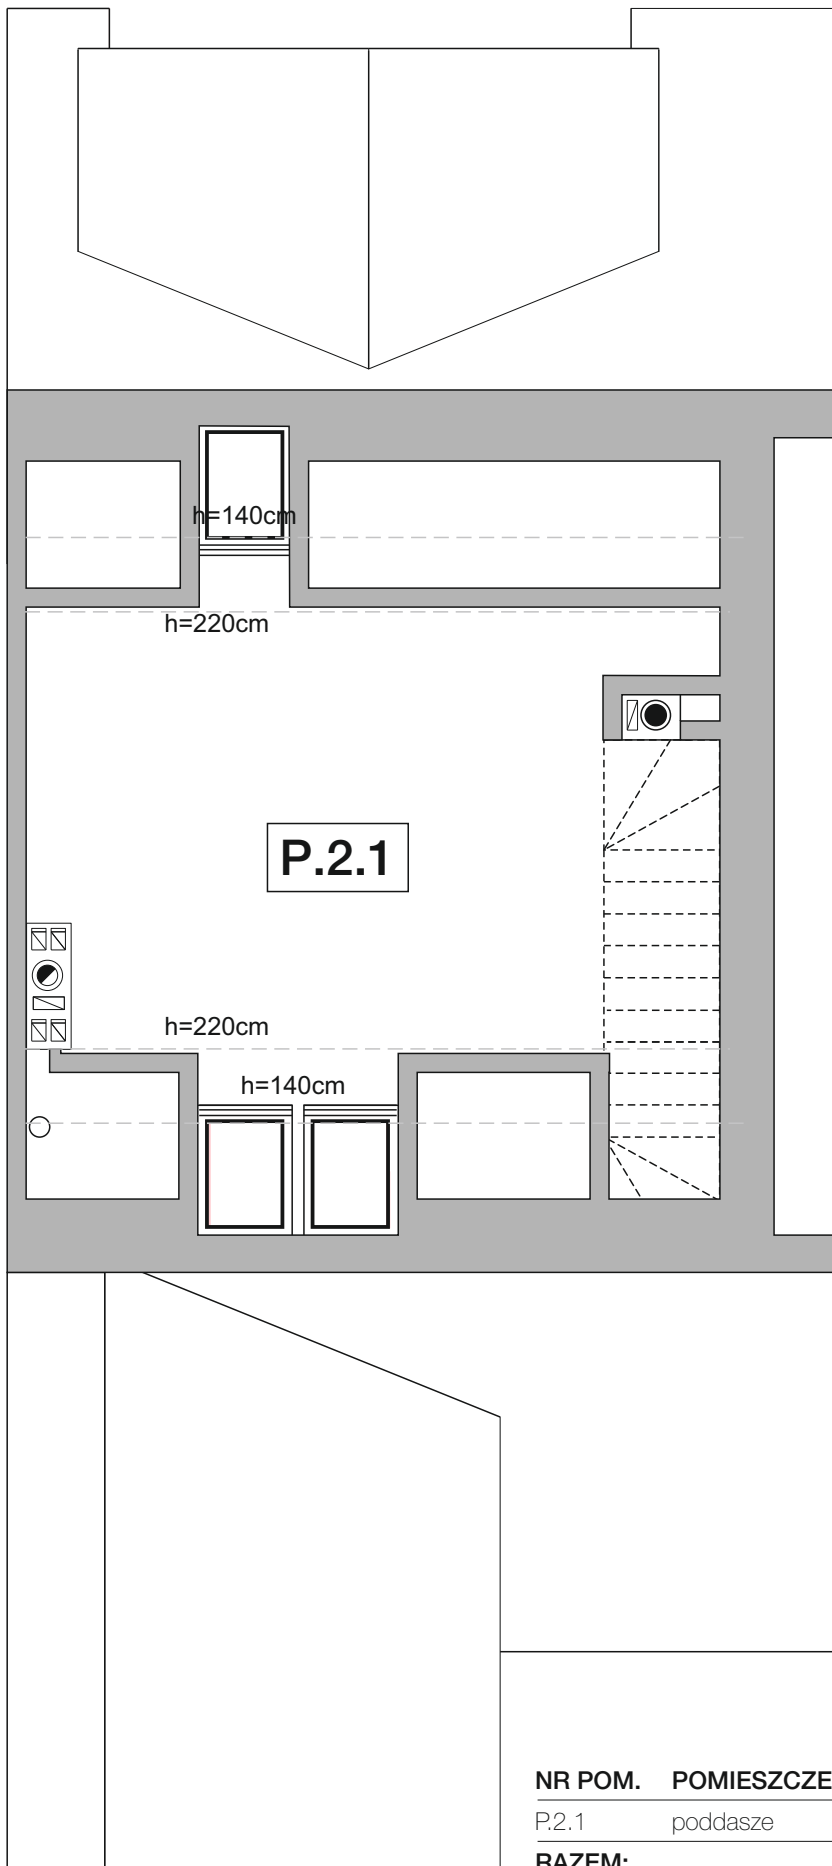 h=140cm
h=220cm
P.2.1
h=220cm
h=140cm
NR POM. POMIESZCZE
P.2.1 poddasze
RAZEM: